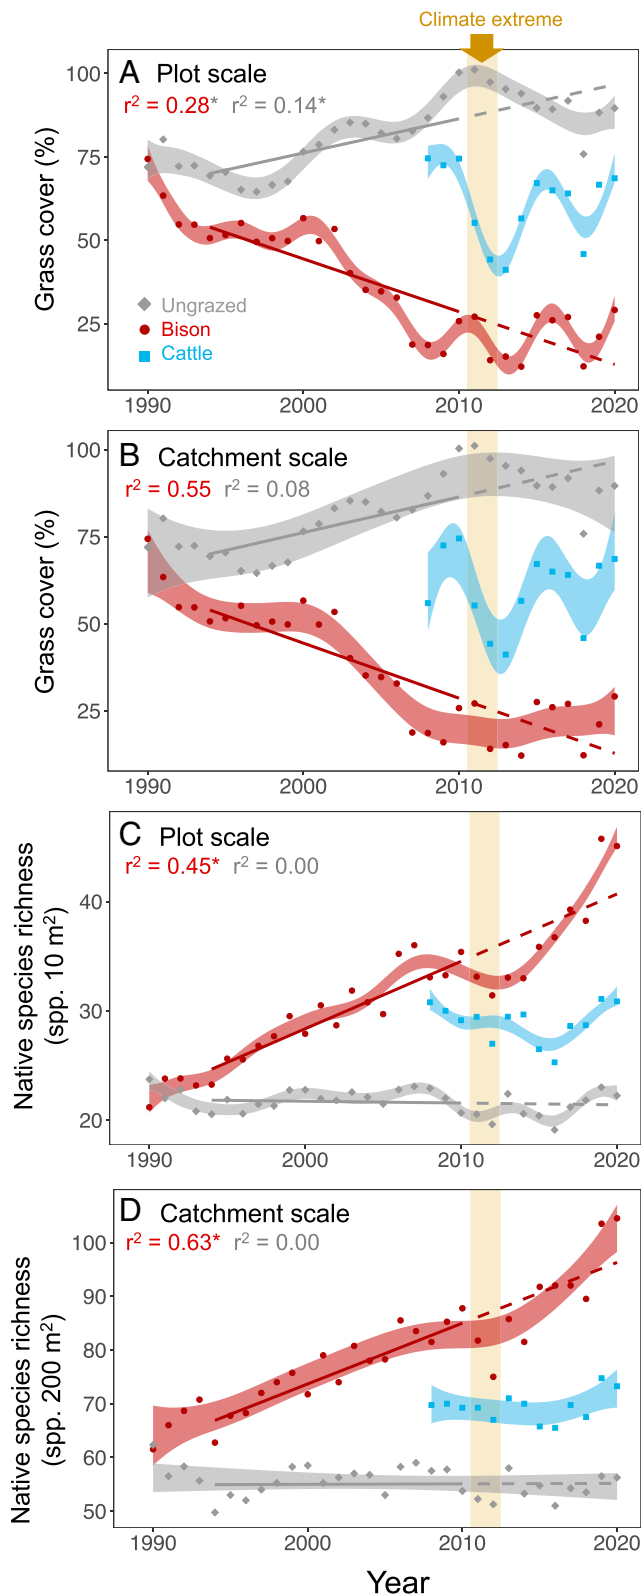 Climate extreme
A Plot scale
r² = 0.28* r² = 0.14*
100
75
50
25
Grass cover (%)
Ungrazed
Bison
Cattle
1990 2000 2010 2020
B Catchment scale
r² = 0.55 r² = 0.08
100
75
50
25
Grass cover (%)
1990 2000 2010 2020
C Plot scale
r² = 0.45* r² = 0.00
40
30
20
Native species richness
(spp. 10 m²)
1990 2000 2010 2020
D Catchment scale
r² = 0.63* r² = 0.00
100
90
80
70
60
50
Native species richness
(spp. 200 m²)
1990 2000 2010 2020
Year